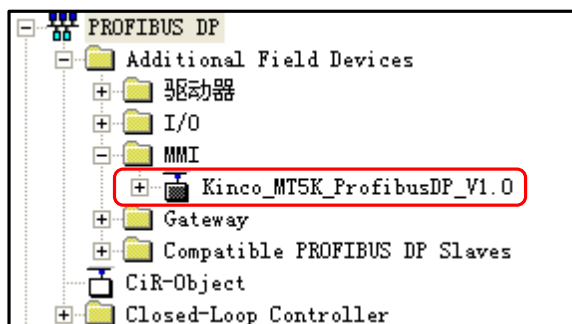 PROFIBUS DP
Additional Field Devices
驱动器
I/O
MMI
Kinco_MT5K_ProfibusDP_V1.0
Gateway
Compatible PROFIBUS DP Slaves
CiR-Object
Closed-Loop Controller